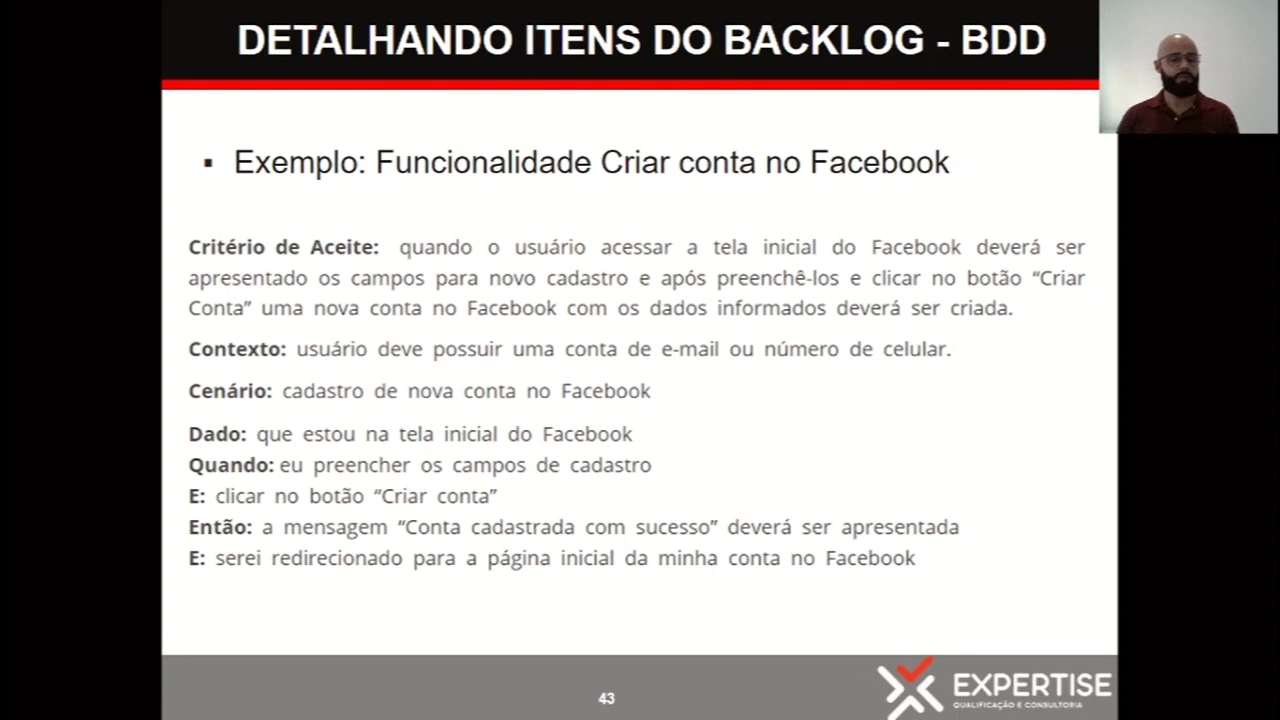 DETALHANDO ITENS DO BACKLOG - BDD
▪ Exemplo: Funcionalidade Criar conta no Facebook
Critério de Aceite: quando o usuário acessar a tela inicial do Facebook deverá ser
apresentado os campos para novo cadastro e após preenchê-los e clicar no botão “Criar
Conta” uma nova conta no Facebook com os dados informados deverá ser criada.
Contexto: usuário deve possuir uma conta de e-mail ou número de celular.
Cenário: cadastro de nova conta no Facebook
Dado: que estou na tela inicial do Facebook
Quando: eu preencher os campos de cadastro
E: clicar no botão “Criar conta”
Então: a mensagem “Conta cadastrada com sucesso” deverá ser apresentada
E: serei redirecionado para a página inicial da minha conta no Facebook
43
EXPERTISE
QUALIFICAÇÃO E CONSULTORIA